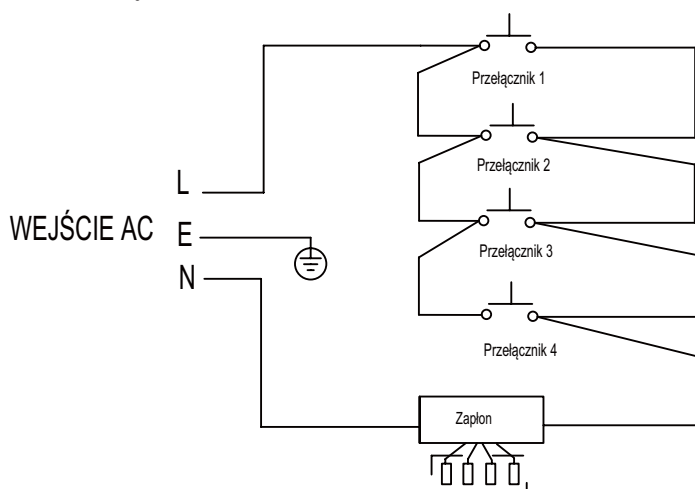 Przełącznik 1
Przełącznik 2
L
WEJŚCIE AC
E
Przełącznik 3
N
Przełącznik 4
Zapłon